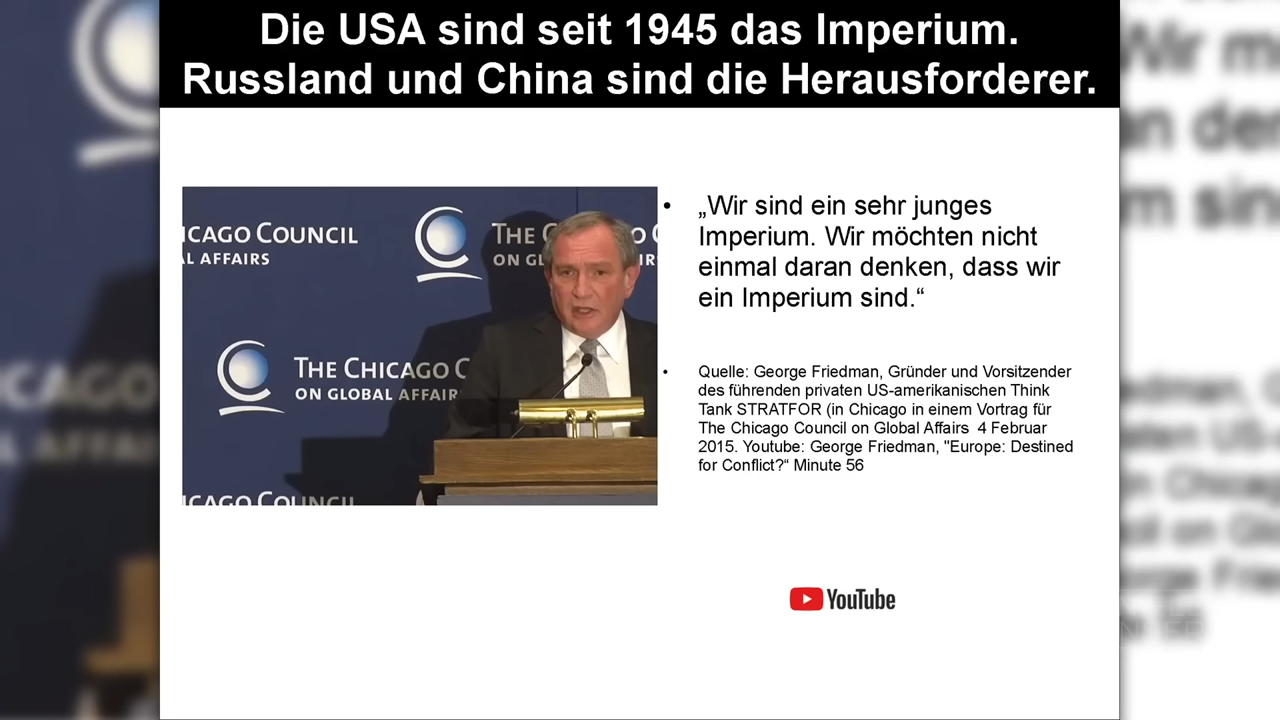 Die USA sind seit 1945 das Imperium.
Russland und China sind die Herausforderer.
ICAGO COUNCIL
AL AFFAIRS
THE C
ON GL
THE CHICAGO C
ON GLOBAL AFFAIR
ICAGO COUNCIL
• „Wir sind ein sehr junges
Imperium. Wir möchten nicht
einmal daran denken, dass wir
ein Imperium sind.“
• Quelle: George Friedman, Gründer und Vorsitzender
des führenden privaten US-amerikanischen Think
Tank STRATFOR (in Chicago in einem Vortrag für
The Chicago Council on Global Affairs 4 Februar
2015. Youtube: George Friedman, "Europe: Destined
for Conflict?“ Minute 56
YouTube